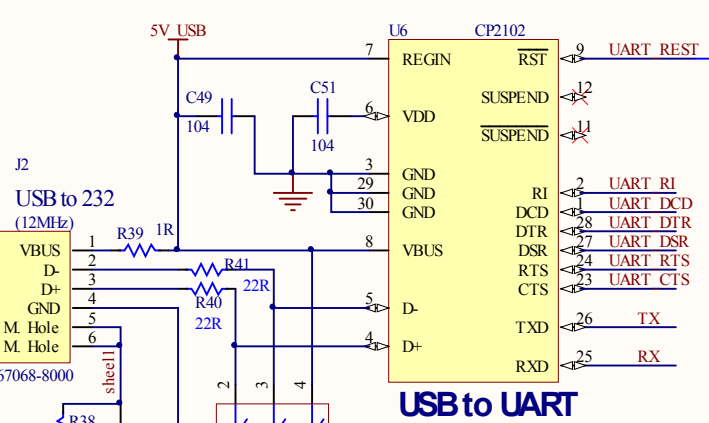 5V_USB
U6
CP2102
7
REGIN
RST
9
UART_REST
C49
104
C51
104
6
VDD
SUSPEND
12
SUSPEND
11
3
GND
29
GND
30
GND
RI
2
UART_RI
DCD
1
UART_DCD
DTR
28
UART_DTR
DSR
27
UART_DSR
RTS
24
UART_RTS
CTS
23
UART_CTS
J2
USB to 232
(12MHz)
R39
1R
VBUS
1
8
VBUS
D-
2
R41
22R
D+
3
R40
22R
GND
4
M. Hole
5
M. Hole
6
5
D-
4
D+
TXD
26
TX
RXD
25
RX
67068-8000
sheel1
2
3
4
R38
USB to UART